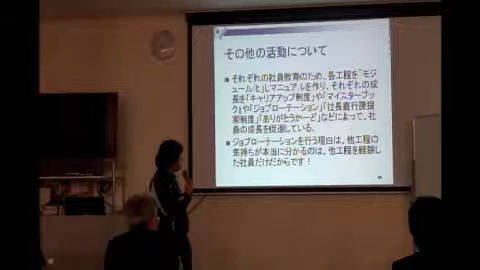 その他の活動について
それぞれの社員教育のため、各工程を「モジ
ュール化」しマニュアルを作り、それぞれの成
長を「キャリアアップ制度」や「マイスターブッ
ク」や「ジョブローテーション」「社長直行便提
案制度」「ありがとうかーど」などによって、社
員の成長を促進している。
ジョブローテーションを行う理由は、他工程の
気持ちが本当に分かるのは、他工程を経験し
た社員だけだからです！